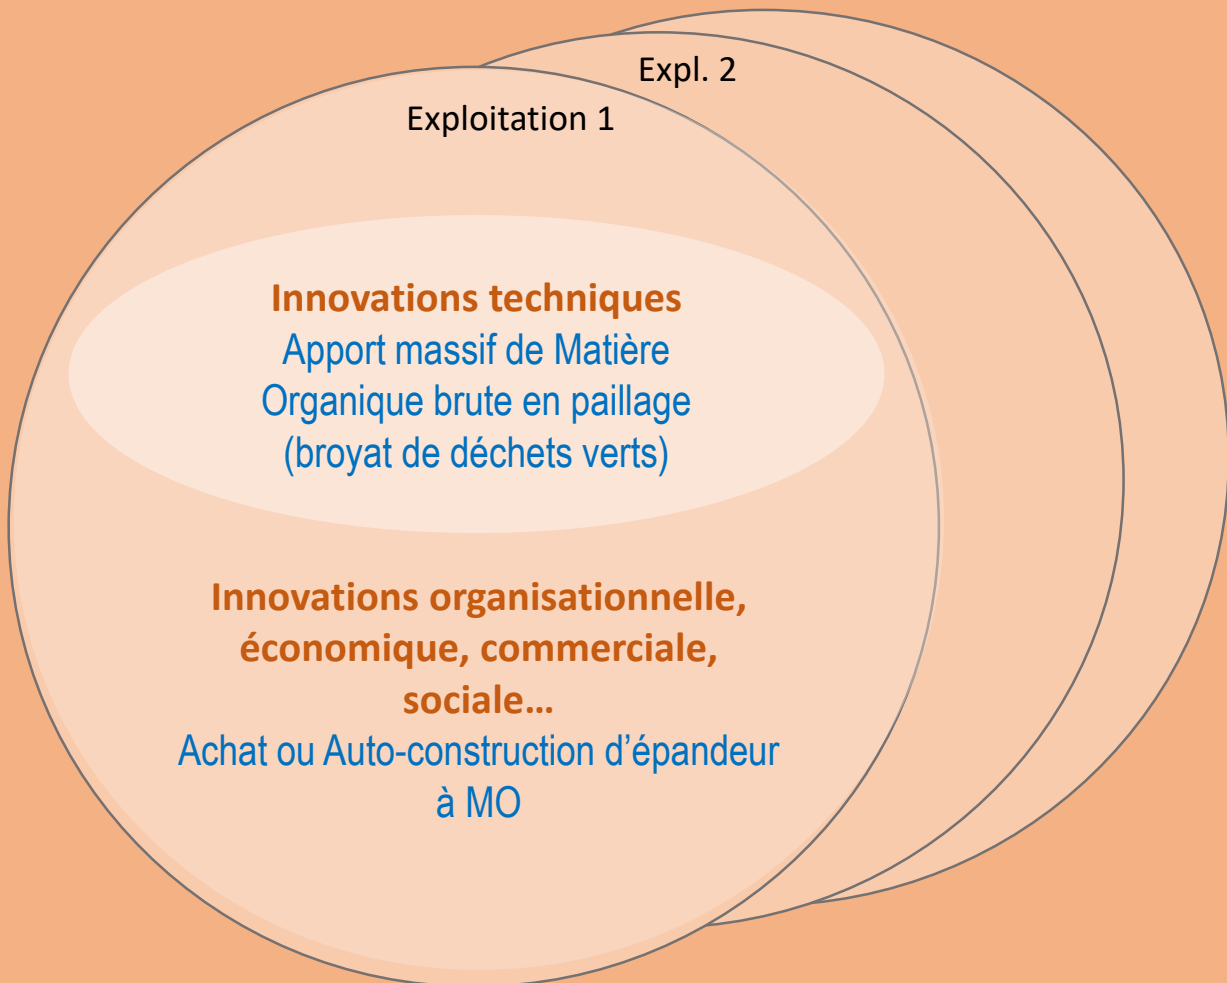 Expl. 2
Exploitation 1
Innovations techniques
Apport massif de Matière
Organique brute en paillage
(broyat de déchets verts)
Innovations organisationnelle,
économique, commerciale,
sociale…
Achat ou Auto-construction d’épandeur
à MO